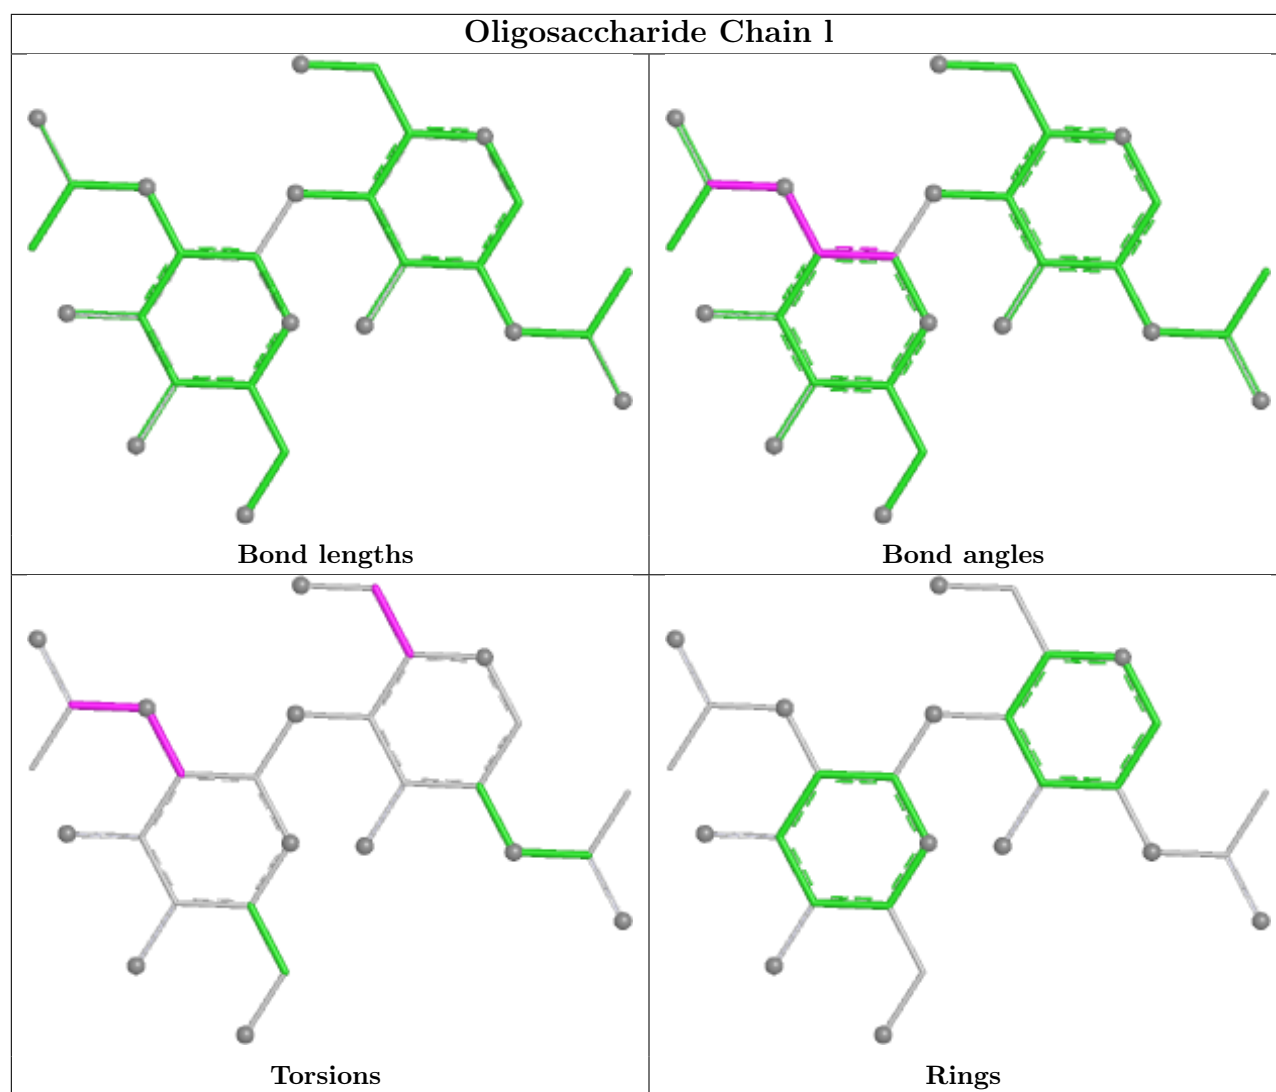 Oligosaccharide Chain l
Bond lengths
Bond angles
Torsions
Rings